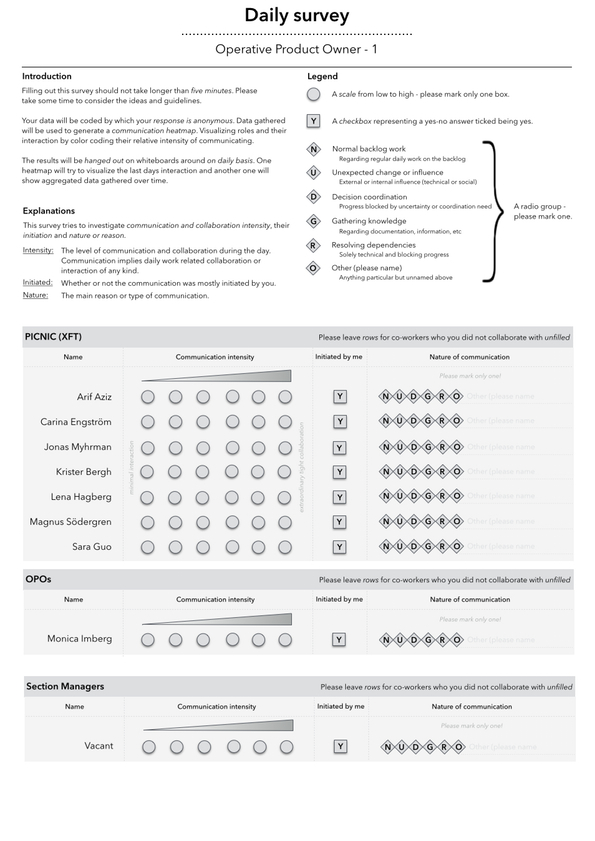 Daily survey
Operative Product Owner - 1
Introduction
Filling out this survey should not take longer than five minutes. Please
take some time to consider the ideas and guidelines.
Your data will be coded by which your response is anonymous. Data gathered
will be used to generate a communication heatmap. Visualizing roles and their
interaction by color coding their relative intensity of communicating.
The results will be hanged out on whiteboards around on daily basis. One
heatmap will try to visualize the last days interaction and another one will
show aggregated data gathered over time.
Explanations
This survey tries to investigate communication and collaboration intensity, their
initiation and nature or reason.
Intensity: The level of communication and collaboration during the day.
Communication implies daily work related collaboration or
interaction of any kind.
Initiated: Whether or not the communication was mostly initiated by you.
Nature: The main reason or type of communication.
Legend
A scale from low to high - please mark only one box.
Y A checkbox representing a yes-no answer ticked being yes.
N Normal backlog work
Regarding regular daily work on the backlog
U Unexpected change or influence
External or internal influence (technical or social)
D Decision coordination
Progress blocked by uncertainty or coordination need
G Gathering knowledge
Regarding documentation, information, etc
R Resolving dependencies
Solely technical and blocking progress
O Other (please name)
Anything particular but unnamed above
A radio group -
please mark one.
PICNIC (XFT) Please leave rows for co-workers who you did not collaborate with unfilled
Name Communication intensity Initiated by me Nature of communication
Please mark only one!
minimal interaction
extraordinary tight collaboration
Arif Aziz Y N U D G R O Other (please name
Carina Engström Y N U D G R O Other (please name
Jonas Myhrman Y N U D G R O Other (please name
Krister Bergh Y N U D G R O Other (please name
Lena Hagberg Y N U D G R O Other (please name
Magnus Södergren Y N U D G R O Other (please name
Sara Guo Y N U D G R O Other (please name
OPOs Please leave rows for co-workers who you did not collaborate with unfilled
Name Communication intensity Initiated by me Nature of communication
Please mark only one!
Monica Imberg Y N U D G R O Other (please name
Section Managers Please leave rows for co-workers who you did not collaborate with unfilled
Name Communication intensity Initiated by me Nature of communication
Please mark only one!
Vacant Y N U D G R O Other (please name